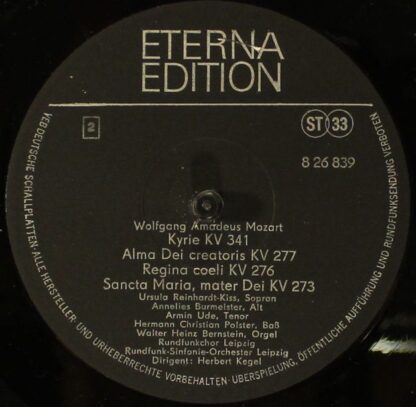 ETERNA
EDITION
2
ST 33
8 26 839
Wolfgang Amadeus Mozart
Kyrie KV 341
Alma Dei creatoris KV 277
Regina coeli KV 276
Sancta Maria, mater Dei KV 273
Ursula Reinhardt-Kiss, Sopran
Annelies Burmeister, Alt
Armin Ude, Tenor
Hermann Christian Polster, Baß
Walter Heinz Bernstein, Orgel
Rundfunkchor Leipzig
Rundfunk-Sinfonie-Orchester Leipzig
Dirigent: Herbert Kegel
VEB DEUTSCHE SCHALLPLATTEN · ALLE HERSTELLER- UND URHEBERRECHTE VORBEHALTEN · ÜBERSPIELUNG, ÖFFENTLICHE AUFFÜHRUNG UND RUNDFUNKSENDUNG VERBOTEN